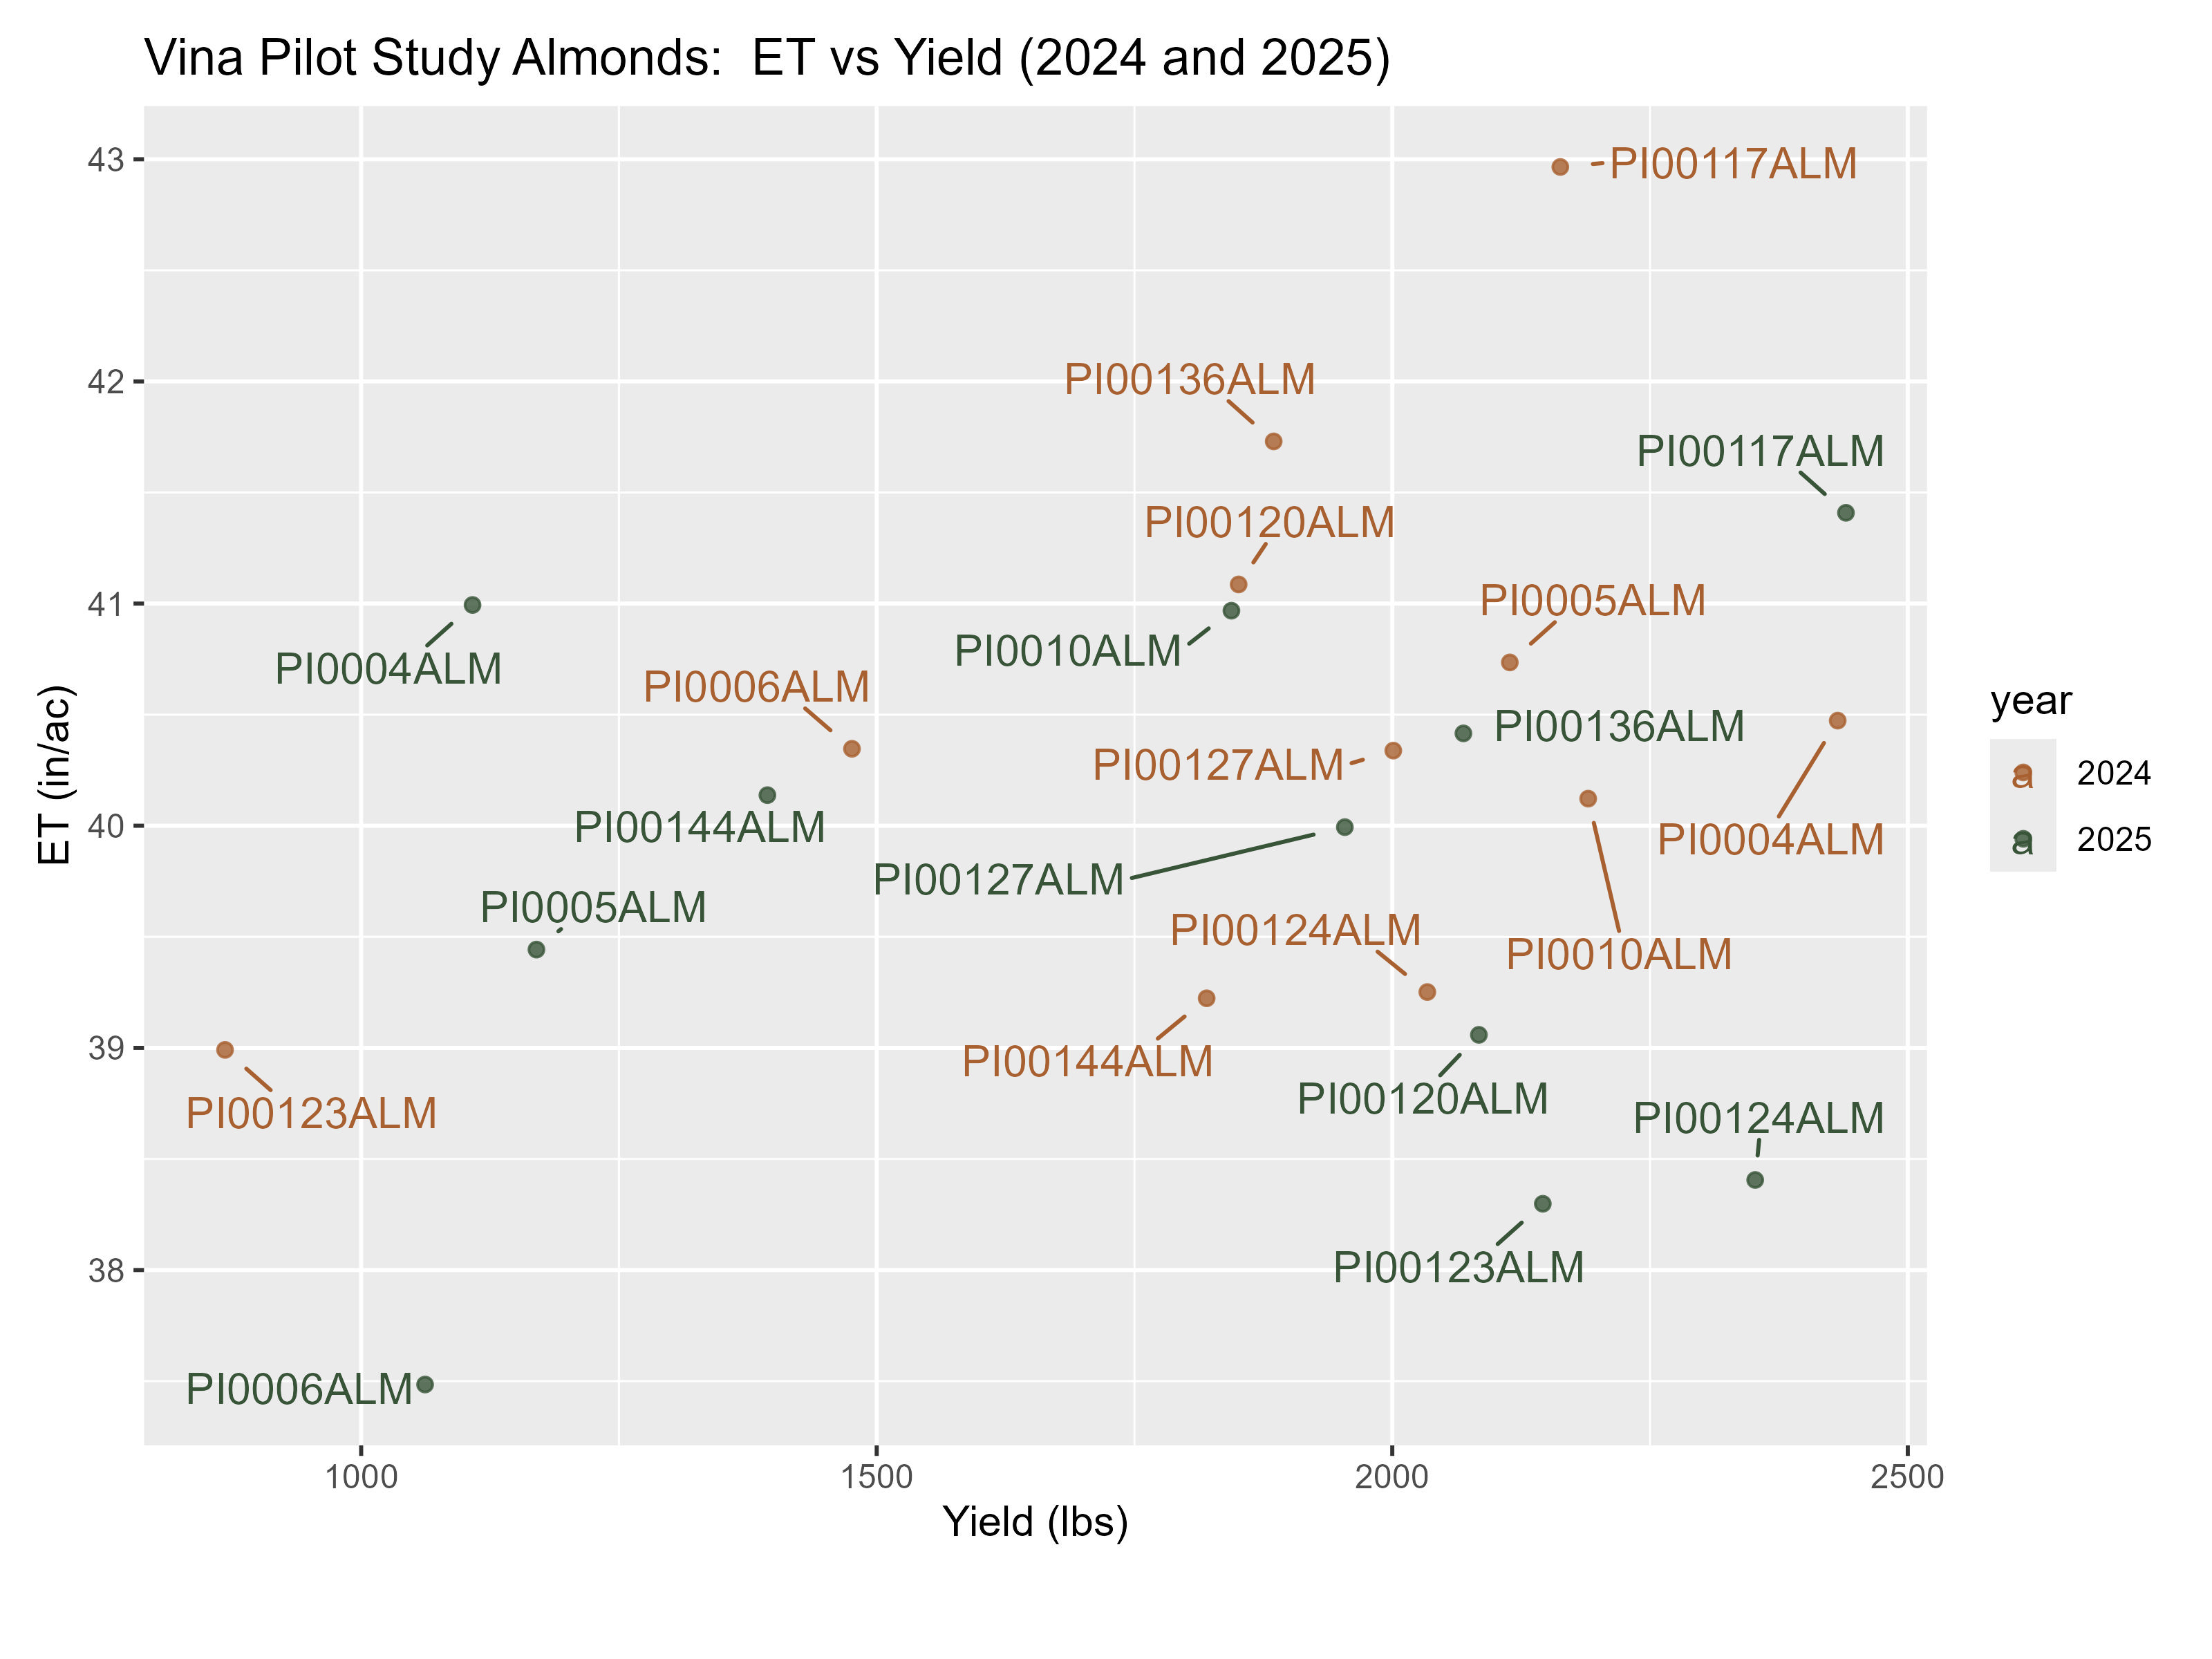 Vina Pilot Study Almonds:  ET vs Yield (2024 and 2025)
43
PI00117ALM
42
PI00136ALM
PI00117ALM
PI00120ALM
41
PI0005ALM
PI0010ALM
PI0004ALM
PI0006ALM
PI00136ALM
PI00127ALM
ET (in/ac)
year
a 2024
a 2025
40
PI00144ALM
PI0004ALM
PI00127ALM
PI0005ALM
PI00124ALM
PI0010ALM
39
PI00144ALM
PI00123ALM
PI00120ALM
PI00124ALM
38
PI00123ALM
PI0006ALM
1000 1500 2000 2500
Yield (lbs)